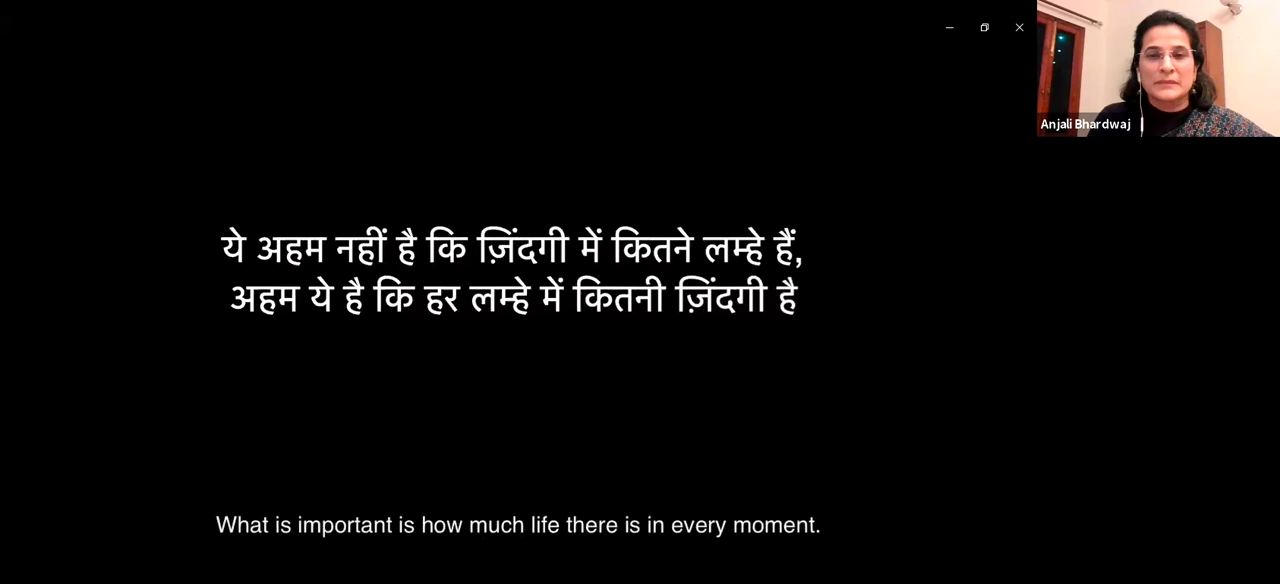 Anjali Bhardwaj
ये अहम नहीं है कि ज़िंदगी में कितने लम्हे हैं,
अहम ये है कि हर लम्हे में कितनी ज़िंदगी है
What is important is how much life there is in every moment.